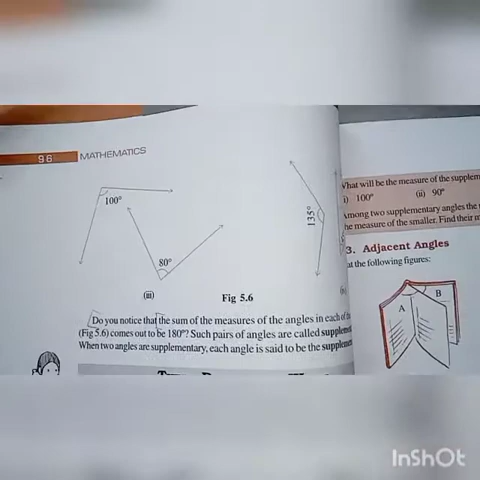 96 MATHEMATICS
100°
80°
135°
(iii)
Fig 5.6
Do you notice that the sum of the measures of the angles in each of
(Fig 5.6) comes out to be 180°? Such pairs of angles are called
When two angles are supplementary, each angle is said to be the
What will be the measure of the
i) 100° (ii) 90°
Among two supplementary angles the
he measure of the smaller. Find their
3. Adjacent Angles
at the following figures:
A
B
InShOt